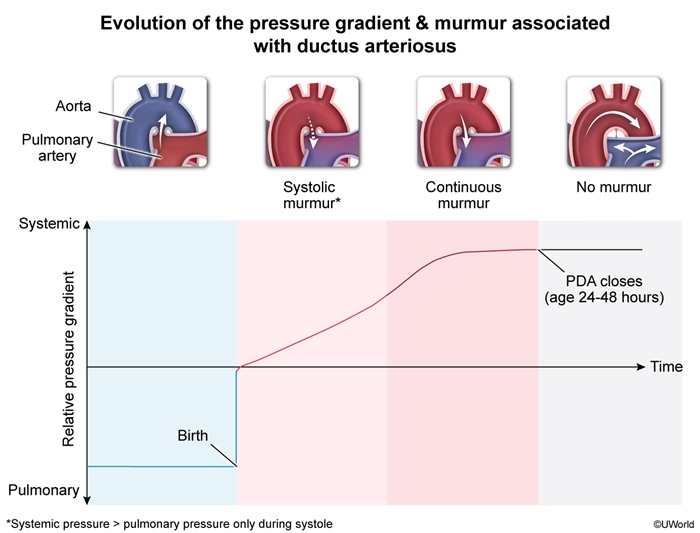 Evolution of the pressure gradient & murmur associated
with ductus arteriosus
Aorta
Pulmonary
artery
Systolic
murmur*
Continuous
murmur
No murmur
Systemic
PDA closes
(age 24-48 hours)
Relative pressure gradient
Time
Birth
Pulmonary
*Systemic pressure > pulmonary pressure only during systole
©UWorld